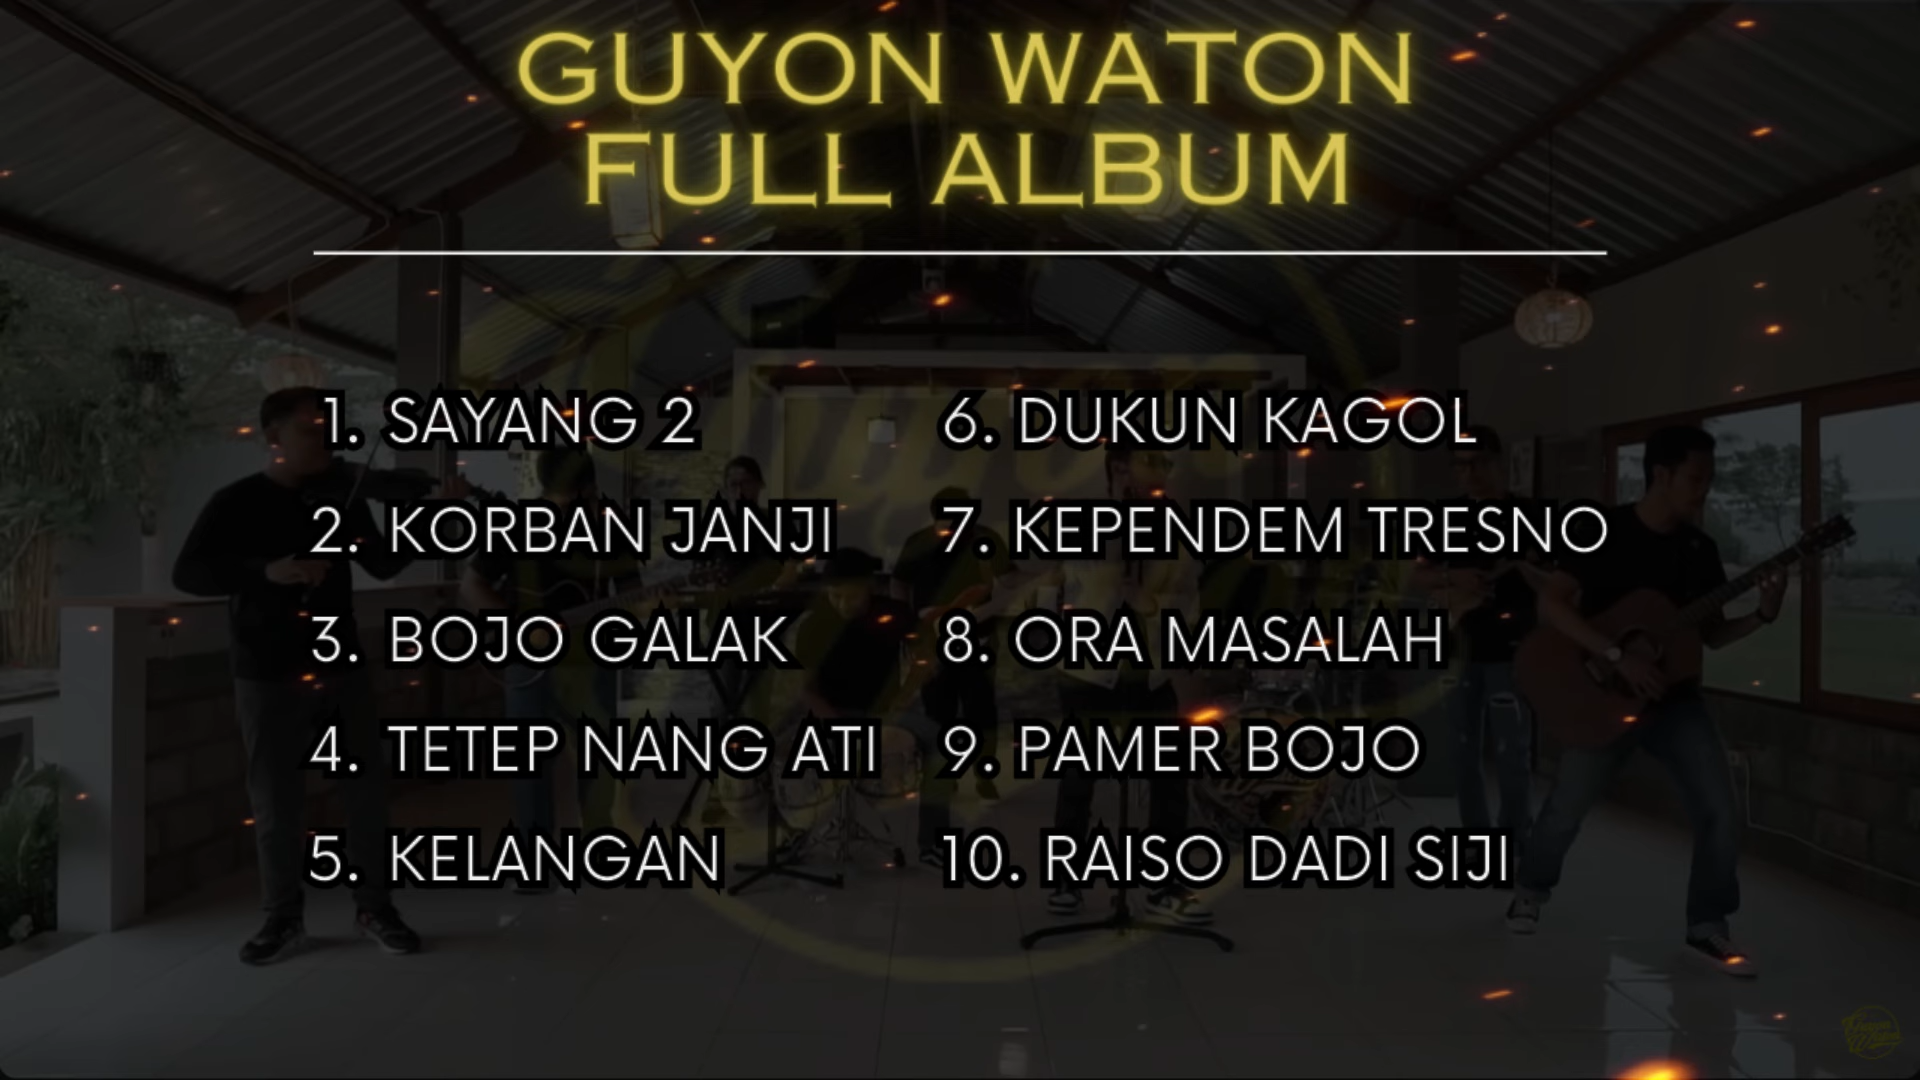 GUYON WATON
FULL ALBUM
1. SAYANG 2
2. KORBAN JANJI
3. BOJO GALAK
4. TETEP NANG ATI
5. KELANGAN
6. DUKUN KAGOL
7. KEPENDEM TRESNO
8. ORA MASALAH
9. PAMER BOJO
10. RAISO DADI SIJI